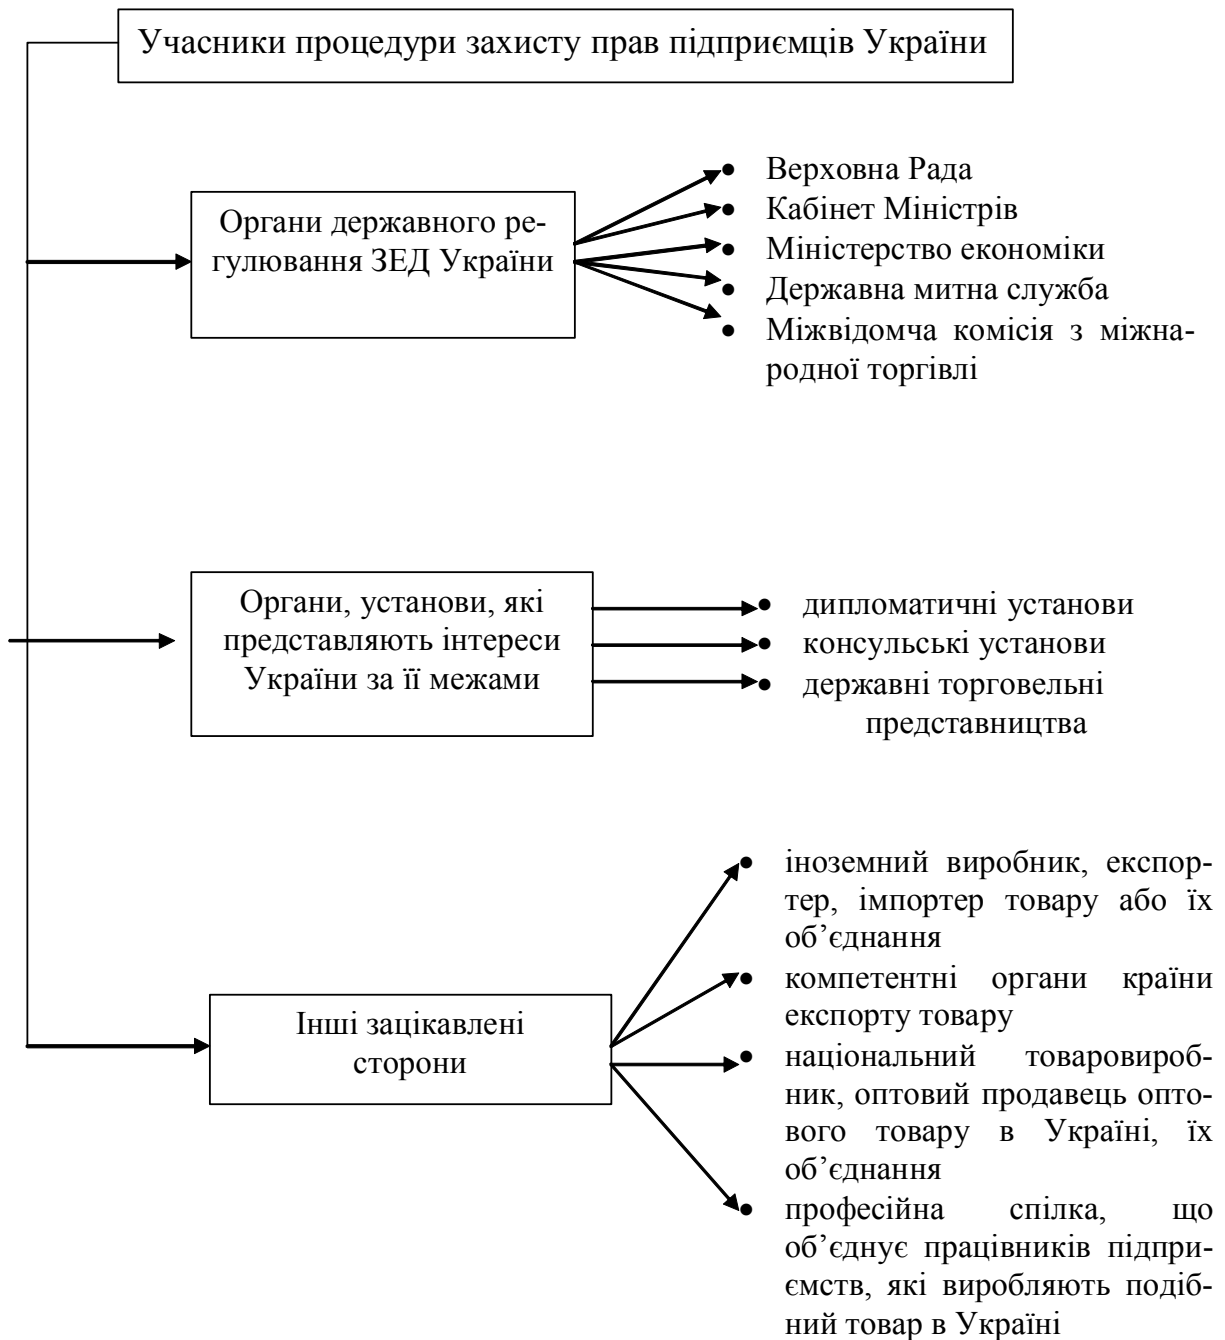 Учасники процедури захисту прав підприємців України
Органи державного ре-
гулювання ЗЕД України
• Верховна Рада
• Кабінет Міністрів
• Міністерство економіки
• Державна митна служба
• Міжвідомча комісія з міжна-
родної торгівлі
Органи, установи, які
представляють інтереси
України за її межами
• дипломатичні установи
• консульські установи
• державні торговельні
представництва
Інші зацікавлені
сторони
• іноземний виробник, експор-
тер, імпортер товару або їх
об’єднання
• компетентні органи країни
експорту товару
• національний товаровироб-
ник, оптовий продавець опто-
вого товару в Україні, їх
об’єднання
• професійна спілка, що
об’єднує працівників підпри-
ємств, які виробляють подіб-
ний товар в Україні